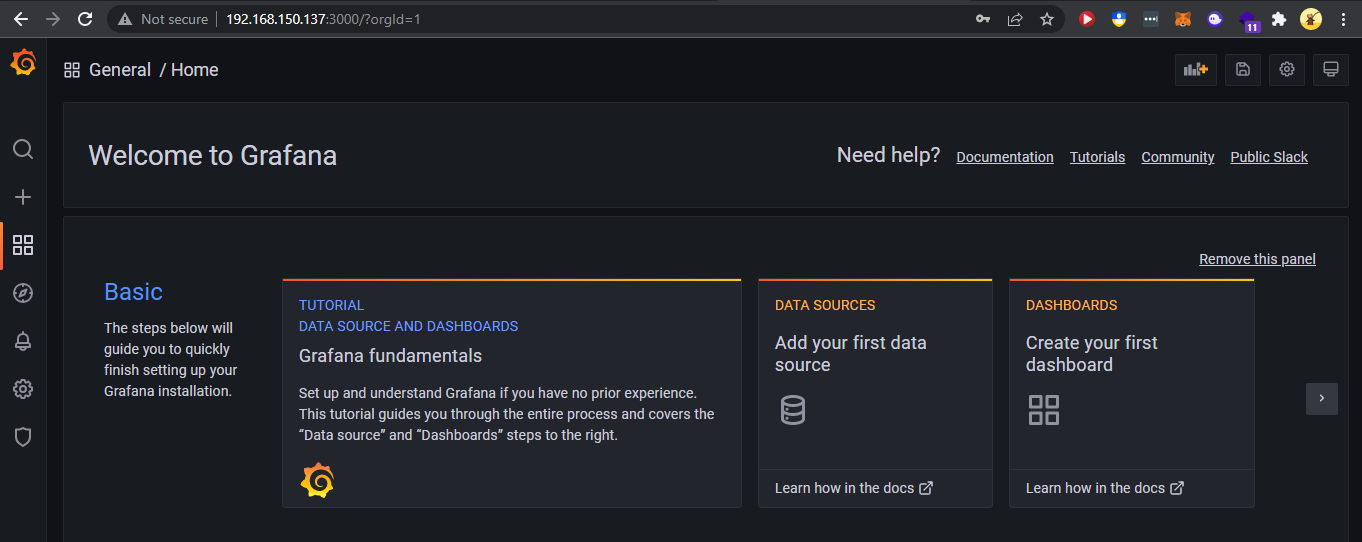 Not secure
192.168.150.137:3000/?orgId=1
11
General / Home
Welcome to Grafana
Need help?
Documentation
Tutorials
Community
Public Slack
Remove this panel
Basic
The steps below will
guide you to quickly
finish setting up your
Grafana installation.
TUTORIAL
DATA SOURCE AND DASHBOARDS
Grafana fundamentals
Set up and understand Grafana if you have no prior experience.
This tutorial guides you through the entire process and covers the
“Data source” and “Dashboards” steps to the right.
DATA SOURCES
Add your first data
source
Learn how in the docs
DASHBOARDS
Create your first
dashboard
Learn how in the docs